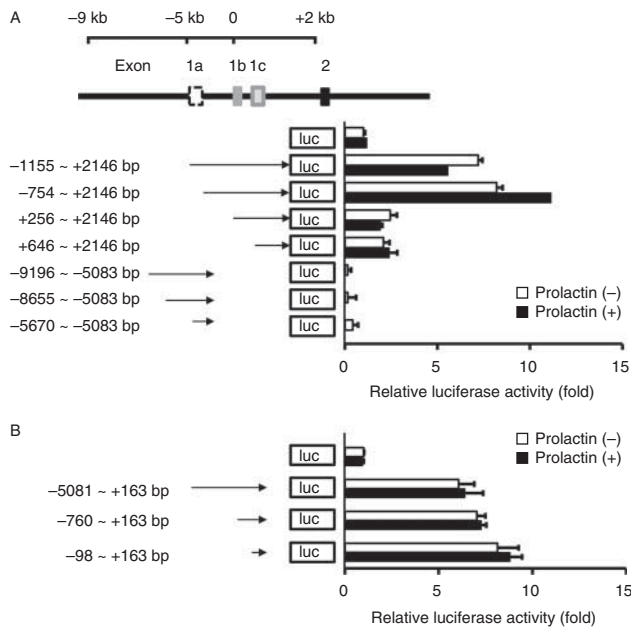 A
–9 kb –5 kb 0 +2 kb
Exon 1a 1b 1c 2
luc
–1155 ~ +2146 bp luc
–754 ~ +2146 bp luc
+256 ~ +2146 bp luc
+646 ~ +2146 bp luc
–9196 ~ –5083 bp luc
–8655 ~ –5083 bp luc
–5670 ~ –5083 bp luc
Prolactin (–)
Prolactin (+)
0 5 10 15
Relative luciferase activity (fold)
B
luc
–5081 ~ +163 bp luc
–760 ~ +163 bp luc
–98 ~ +163 bp luc
Prolactin (–)
Prolactin (+)
0 5 10 15
Relative luciferase activity (fold)